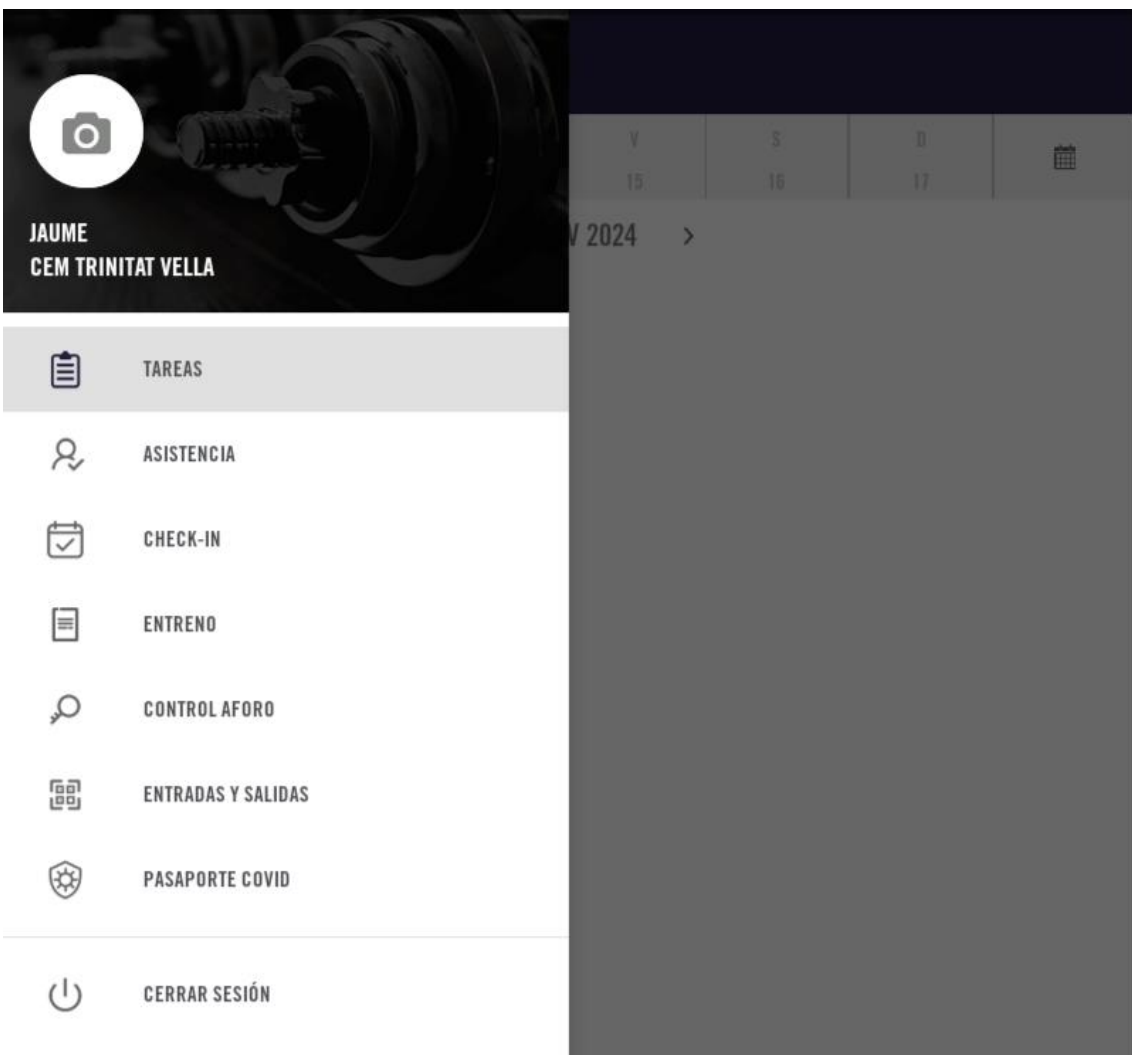 JAUME
CEM TRINITAT VELLA
V S D
15 16 17
V 2024 >
TAREAS
ASISTENCIA
CHECK-IN
ENTRENO
CONTROL AFORO
ENTRADAS Y SALIDAS
PASAPORTE COVID
CERRAR SESIÓN